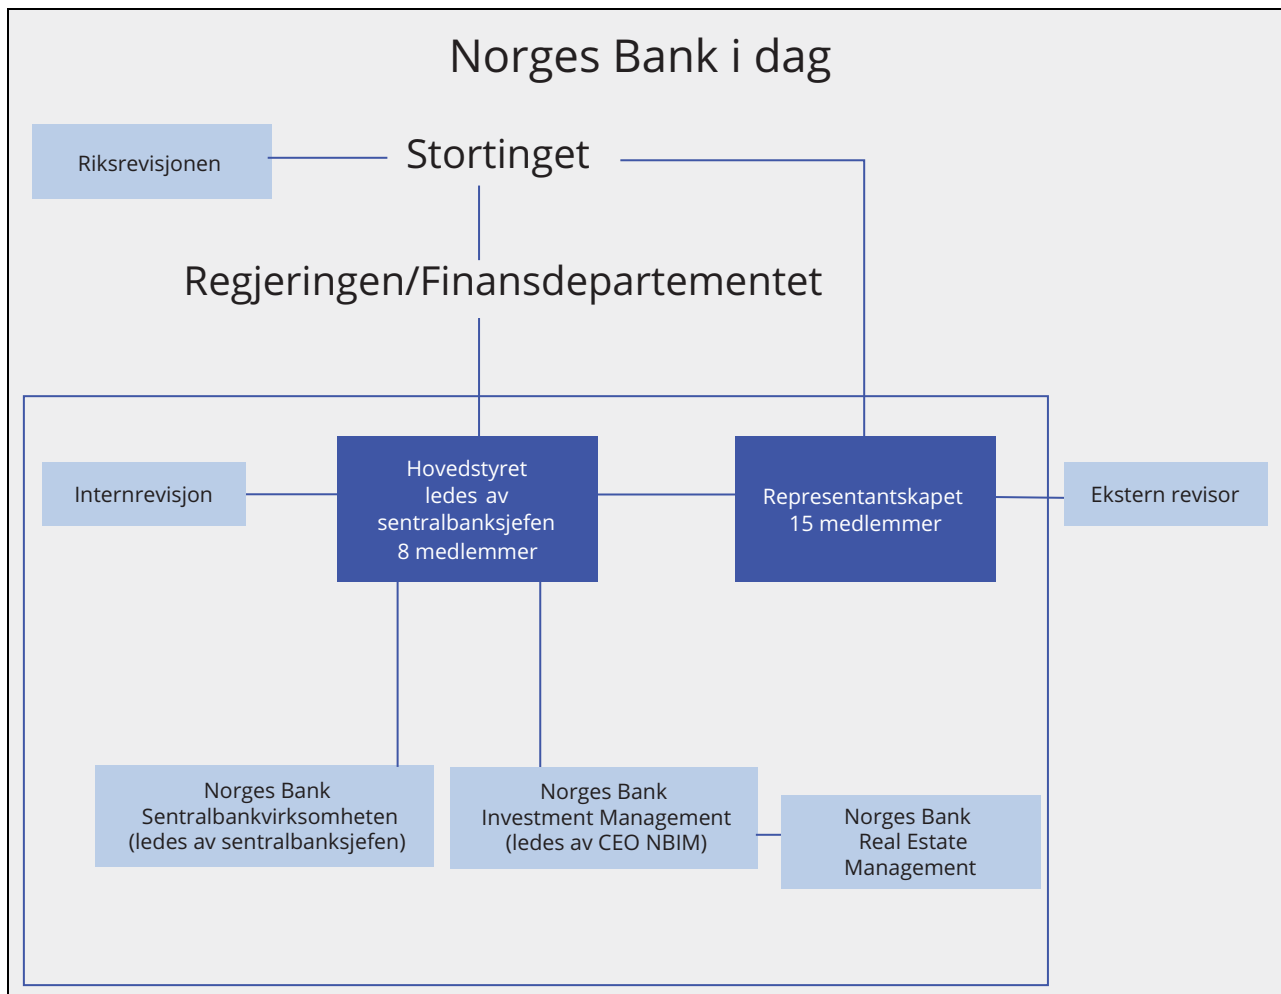 Norges Bank i dag
Riksrevisjonen
Stortinget
Regjeringen/Finansdepartementet
Internrevisjon
Hovedstyret
ledes av
sentralbanksjefen
8 medlemmer
Representantskapet
15 medlemmer
Ekstern revisor
Norges Bank
Sentralbankvirksomheten
(ledes av sentralbanksjefen)
Norges Bank
Investment Management
(ledes av CEO NBIM)
Norges Bank
Real Estate
Management